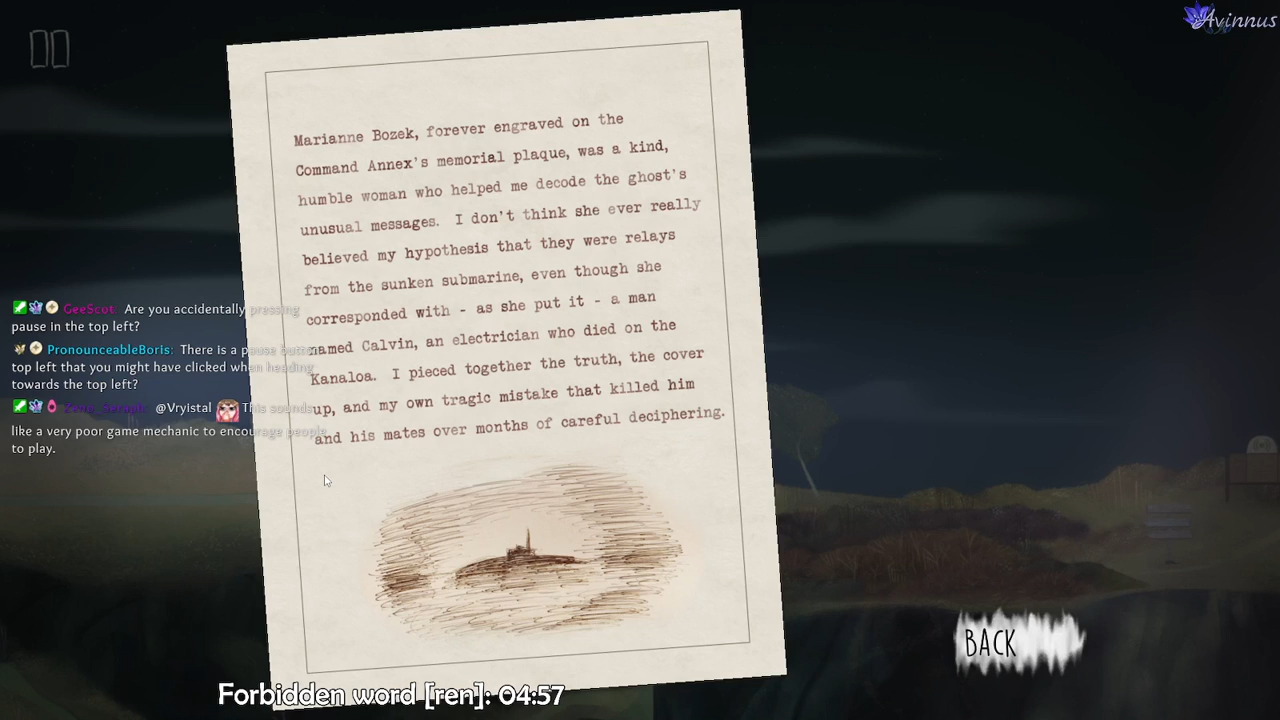 Avinnus
Marianne Bozek, forever engraved on the
Command Annex's memorial plaque, was a kind,
humble woman who helped me decode the ghost's
unusual messages. I don't think she ever really
believed my hypothesis that they were relays
from the sunken submarine, even though she
corresponded with - as she put it - a man
named Calvin, an electrician who died on the
Kanaloa. I pieced together the truth, the cover
up, and my own tragic mistake that killed him
and his mates over months of careful deciphering.
GeeScot: Are you accidentally pressing
pause in the top left?
PronounceableBoris: There is a pause button
top left that you might have clicked when heading
towards the top left?
@Vryistal This sounds
like a very poor game mechanic to encourage people
to play.
BACK
Forbidden word [ren]: 04:57